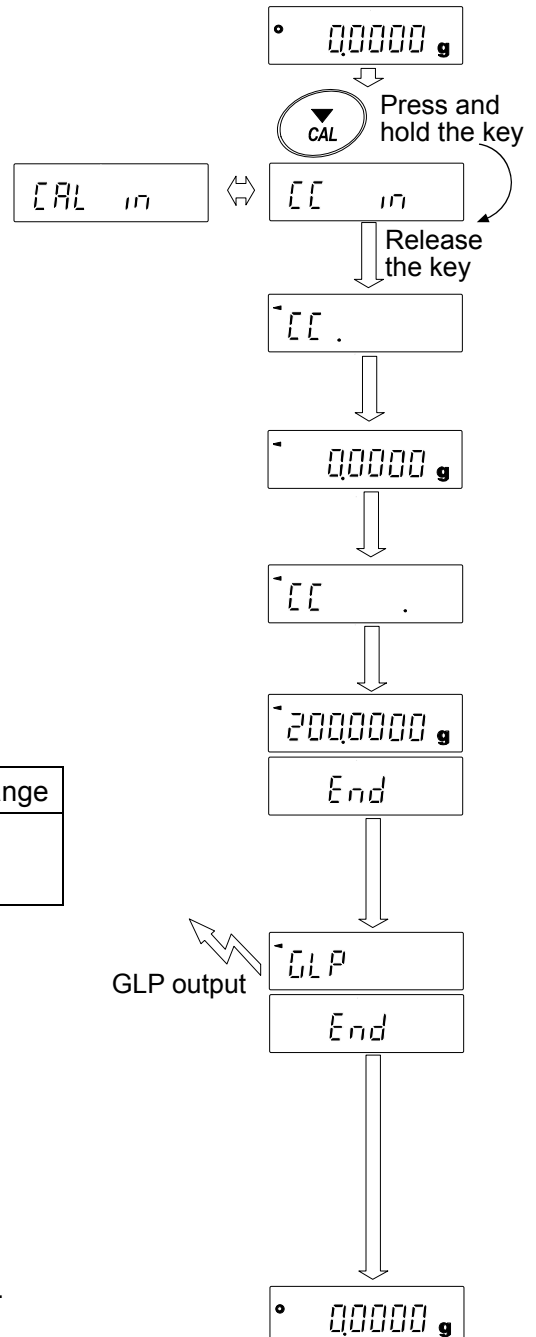 0.0000 g
CAL
Press and
hold the key
CAL in
CC in
Release
the key
CC .
0.0000 g
CC .
200.0000 g
End
nge
GLP output
GLP
End
.
0.0000 g